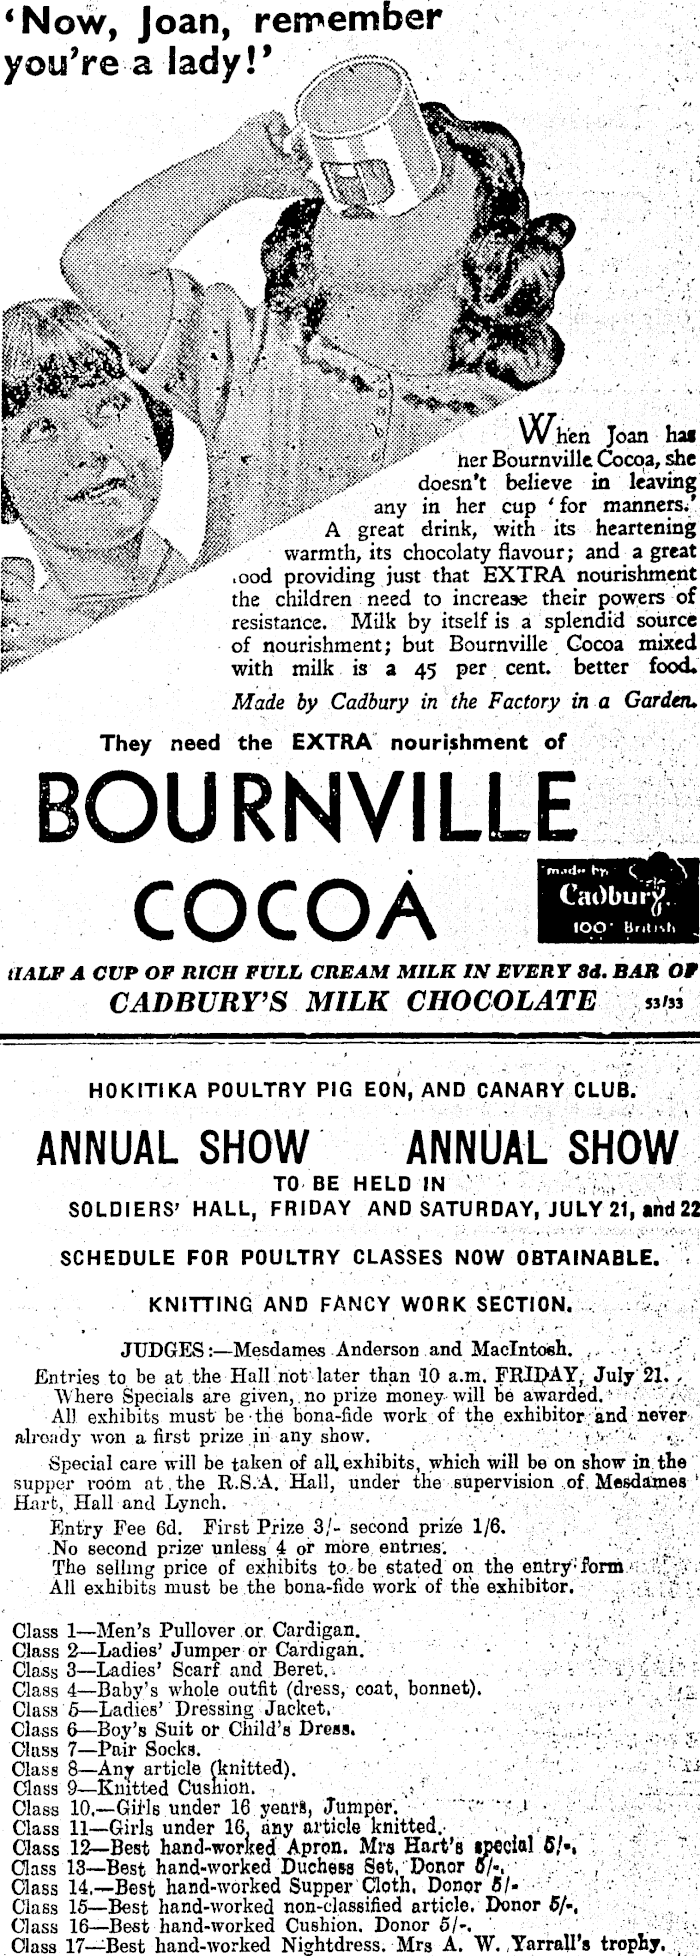 ‘Now, Joan, remember
you're a lady!’
When Joan has
her Bournville Cocoa, she
doesn't believe in leaving
any in her cup ‘for manners.’
A great drink, with its heartening
warmth, its chocolaty flavour; and a great
ood providing just that EXTRA nourishment
the children need to increase their powers of
resistance. Milk by itself is a splendid source
of nourishment; but Bournville Cocoa mixed
with milk is a 45 per cent. better food.
Made by Cadbury in the Factory in a Garden.
They need the EXTRA nourishment of
BOURNVILLE
COCOA
made by
Cadbury
100% British
HALF A CUP OF RICH FULL CREAM MILK IN EVERY 3d. BAR OF
CADBURY'S MILK CHOCOLATE 53/33
HOKITIKA POULTRY PIG EON, AND CANARY CLUB.
ANNUAL SHOW ANNUAL SHOW
TO BE HELD IN
SOLDIERS' HALL, FRIDAY AND SATURDAY, JULY 21, and 22
SCHEDULE FOR POULTRY CLASSES NOW OBTAINABLE.
KNITTING AND FANCY WORK SECTION.
JUDGES:—Mesdames Anderson and MacIntosh.
Entries to be at the Hall not later than 10 a.m. FRIDAY, July 21.
Where Specials are given, no prize money will be awarded.
All exhibits must be the bona-fide work of the exhibitor and never
already won a first prize in any show.
Special care will be taken of all exhibits, which will be on show in the
supper room at the R.S.A. Hall, under the supervision of Mesdames
Hart, Hall and Lynch.
Entry Fee 6d. First Prize 3/- second prize 1/6.
No second prize unless 4 or more entries.
The selling price of exhibits to be stated on the entry form
All exhibits must be the bona-fide work of the exhibitor.
Class 1—Men's Pullover or Cardigan.
Class 2—Ladies' Jumper or Cardigan.
Class 3—Ladies' Scarf and Beret.
Class 4—Baby's whole outfit (dress, coat, bonnet).
Class 5—Ladies' Dressing Jacket.
Class 6—Boy's Suit or Child's Dress.
Class 7—Pair Socks.
Class 8—Any article (knitted).
Class 9—Knitted Cushion.
Class 10.—Girls under 16 years, Jumper.
Class 11—Girls under 16, any article knitted.
Class 12—Best hand-worked Apron. Mrs Hart's special 5/-.
Class 13—Best hand-worked Duchess Set, Donor 5/-.
Class 14.—Best hand-worked Supper Cloth. Donor 5/-
Class 15—Best hand-worked non-classified article. Donor 5/-.
Class 16—Best hand-worked Cushion. Donor 5/-.
Class 17—Best hand-worked Nightdress. Mrs A. W. Yarrall's trophy.